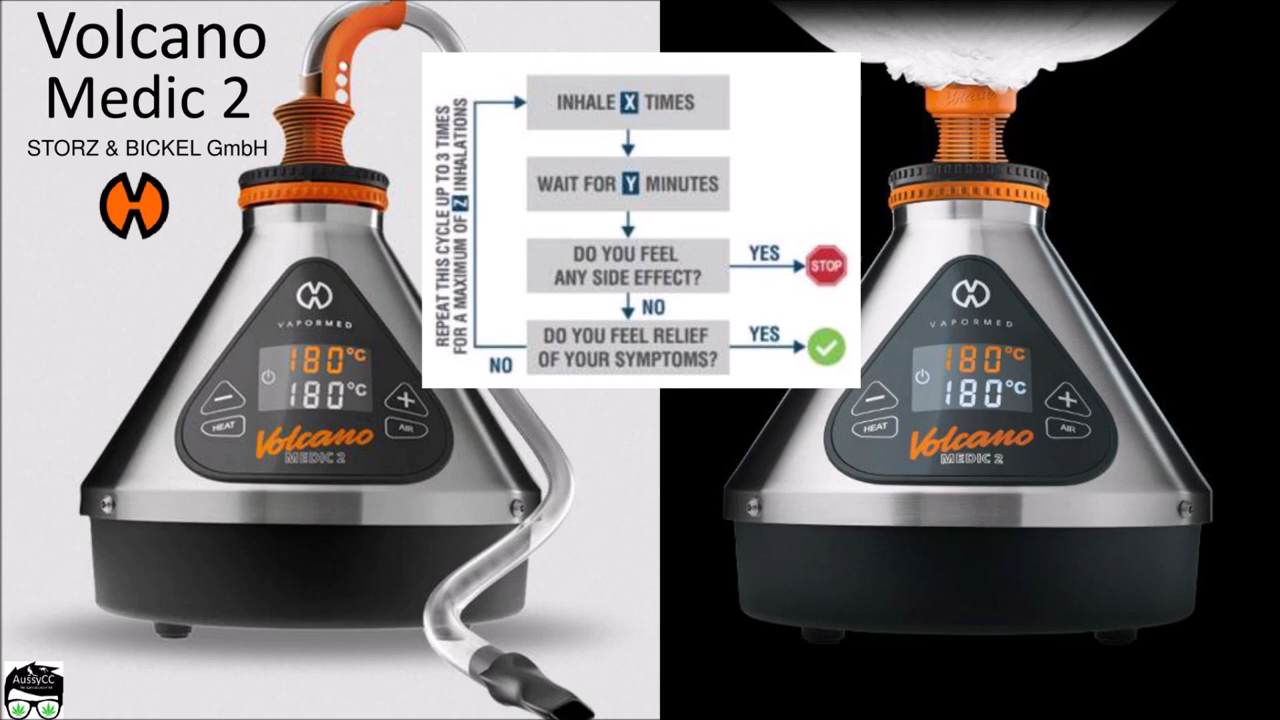 Volcano
Medic 2
STORZ & BICKEL GmbH
REPEAT THIS CYCLE UP TO 3 TIMES
FOR A MAXIMUM OF Z INHALATIONS
INHALE X TIMES
WAIT FOR Y MINUTES
DO YOU FEEL
ANY SIDE EFFECT?
YES
STOP
NO
DO YOU FEEL RELIEF
OF YOUR SYMPTOMS?
YES
NO
VAPORMED
180°C
180°C
HEAT
AIR
Volcano
MEDIC 2
Volcano
VAPORMED
180°C
180°C
HEAT
AIR
Volcano
MEDIC 2
AussyCC